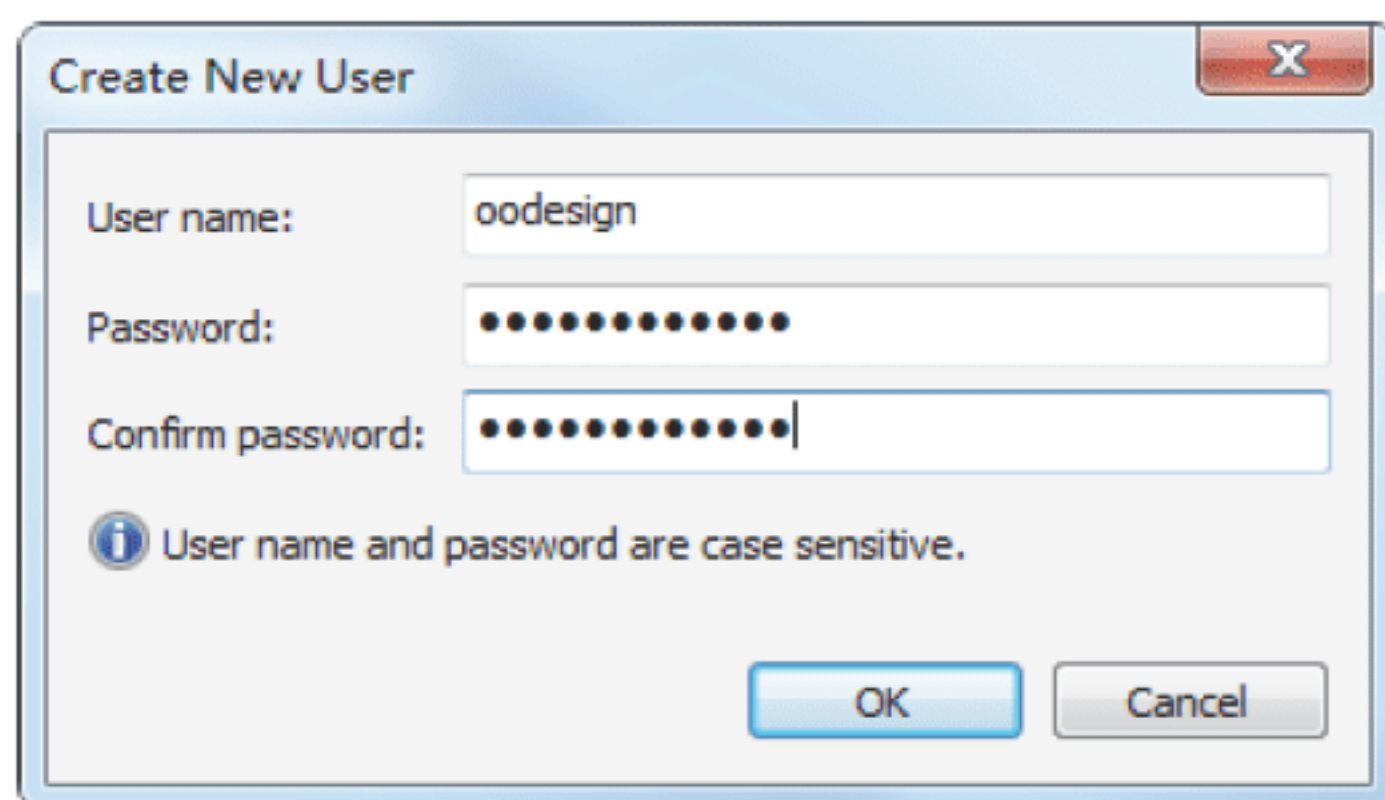 Create New User
User name: oodesign
Password: ●●●●●●●●●●●●
Confirm password: ●●●●●●●●●●●●
User name and password are case sensitive.
OK Cancel